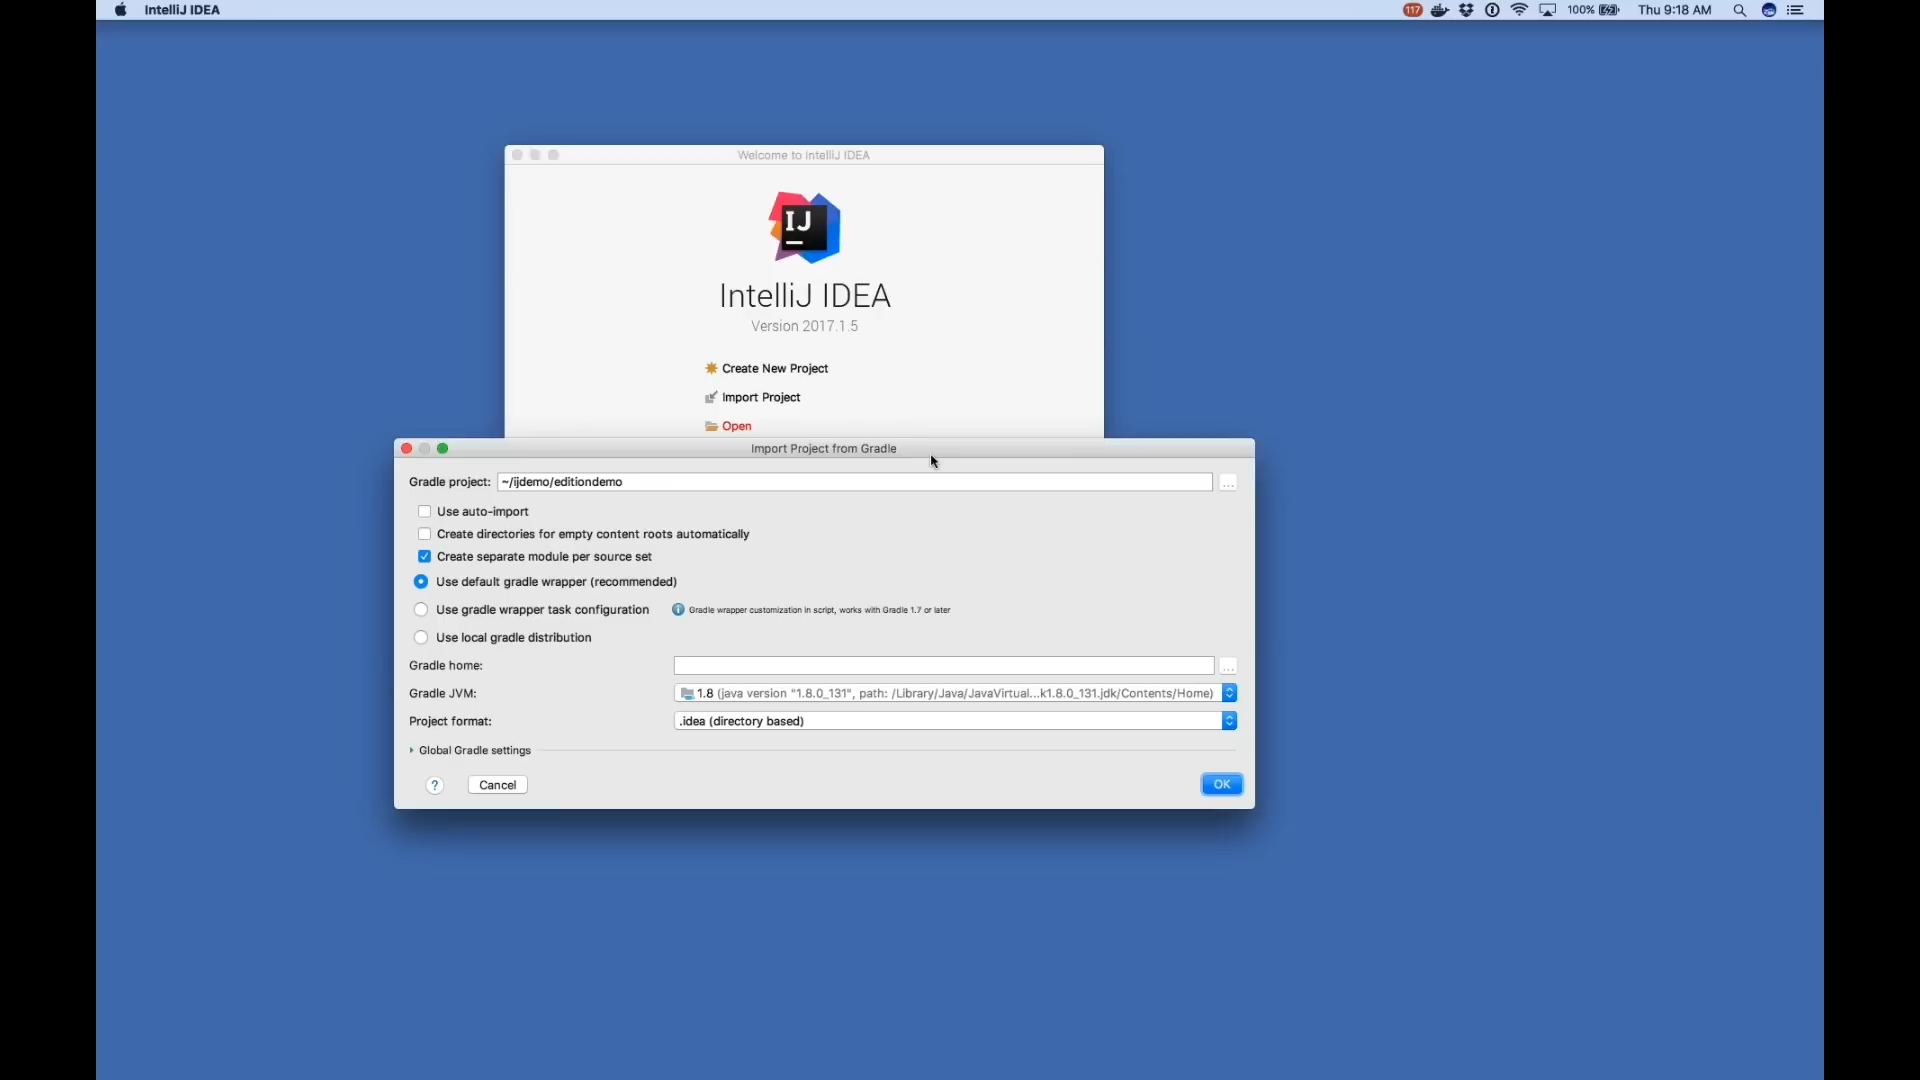 IntelliJ IDEA
117
100%
Thu 9:18 AM
Welcome to IntelliJ IDEA
IJ
IntelliJ IDEA
Version 2017.1.5
Create New Project
Import Project
Open
Import Project from Gradle
Gradle project: ~/ijdemo/editiondemo ...
Use auto-import
Create directories for empty content roots automatically
Create separate module per source set
Use default gradle wrapper (recommended)
Use gradle wrapper task configuration
Gradle wrapper customization in script, works with Gradle 1.7 or later
Use local gradle distribution
Gradle home: ...
Gradle JVM: 1.8 (java version "1.8.0_131", path: /Library/Java/JavaVirtual...k1.8.0_131.jdk/Contents/Home)
Project format: .idea (directory based)
Global Gradle settings
? Cancel OK